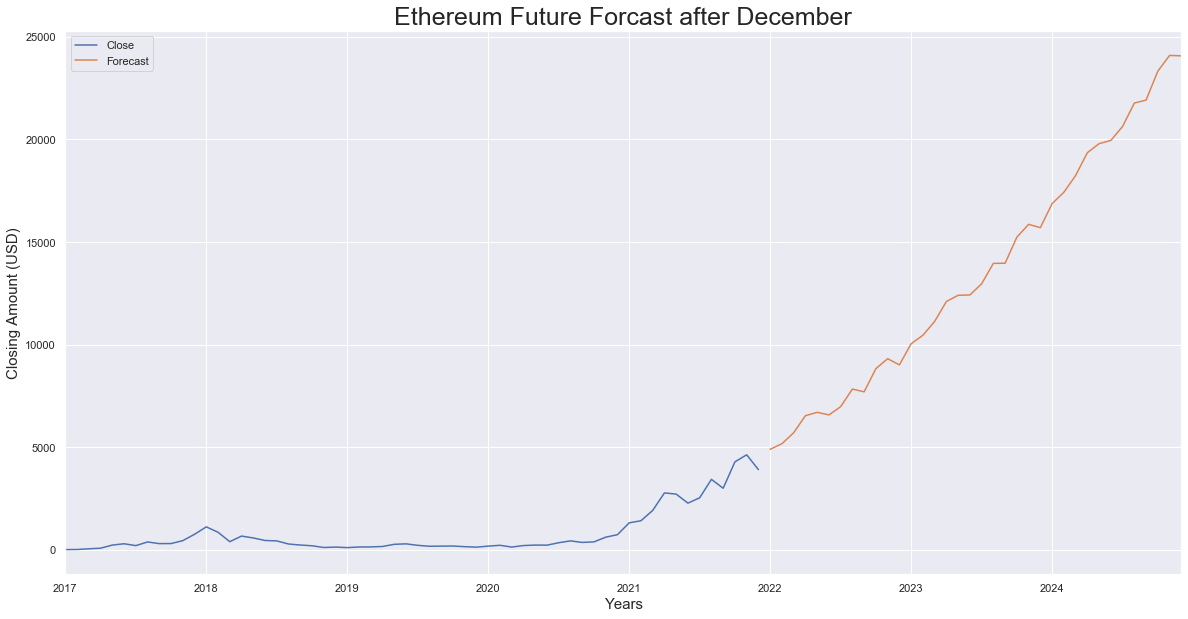 Ethereum Future Forcast after December
Close
Forecast
25000
20000
15000
10000
5000
0
Closing Amount (USD)
2017 2018 2019 2020 2021 2022 2023 2024
Years